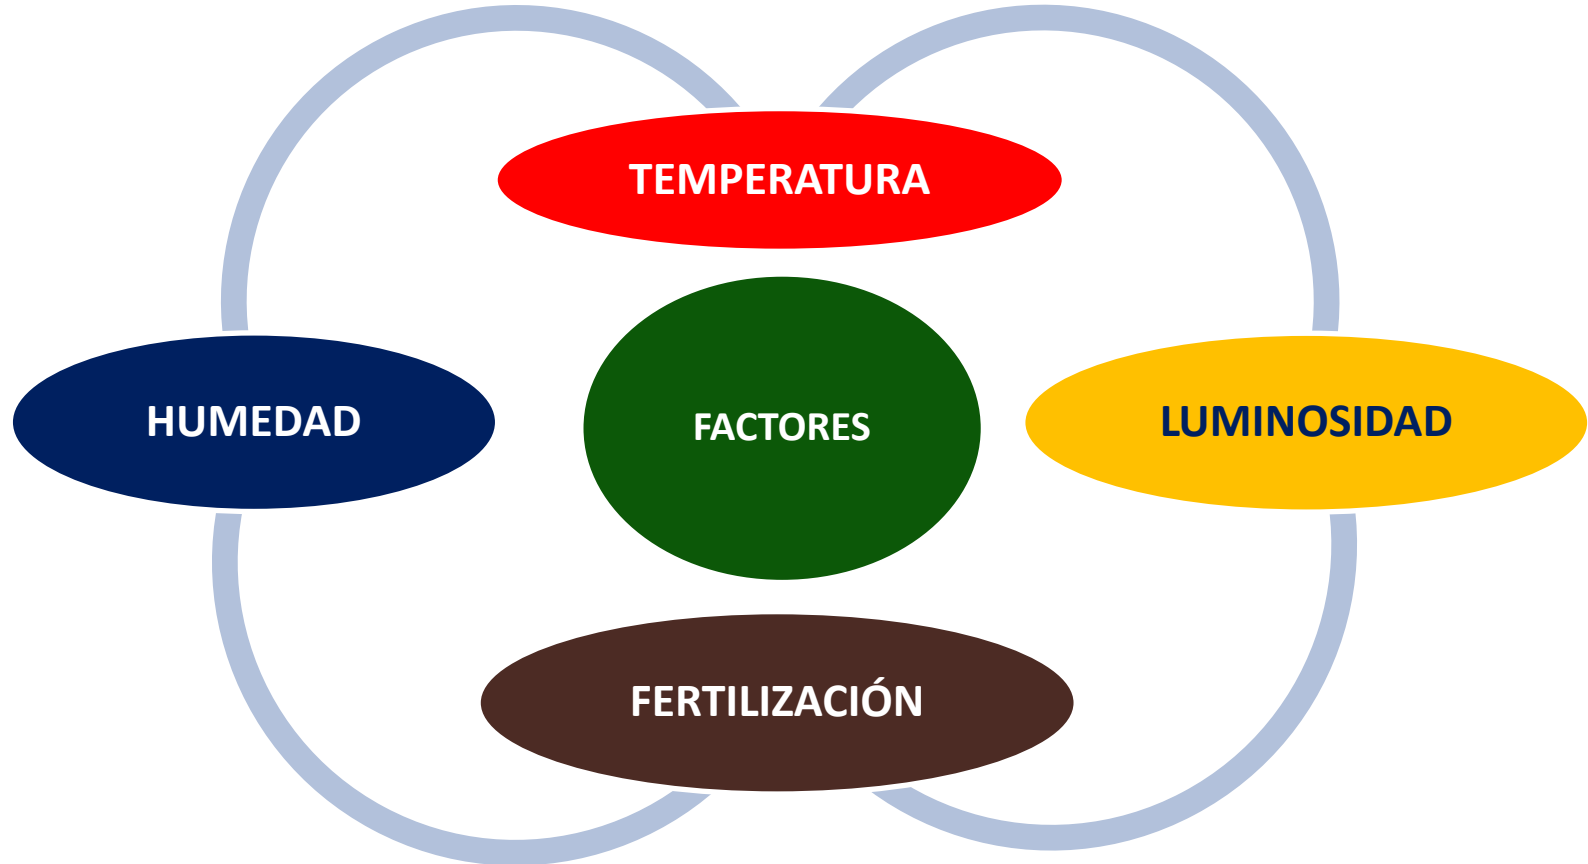 TEMPERATURA
HUMEDAD
FACTORES
LUMINOSIDAD
FERTILIZACIÓN